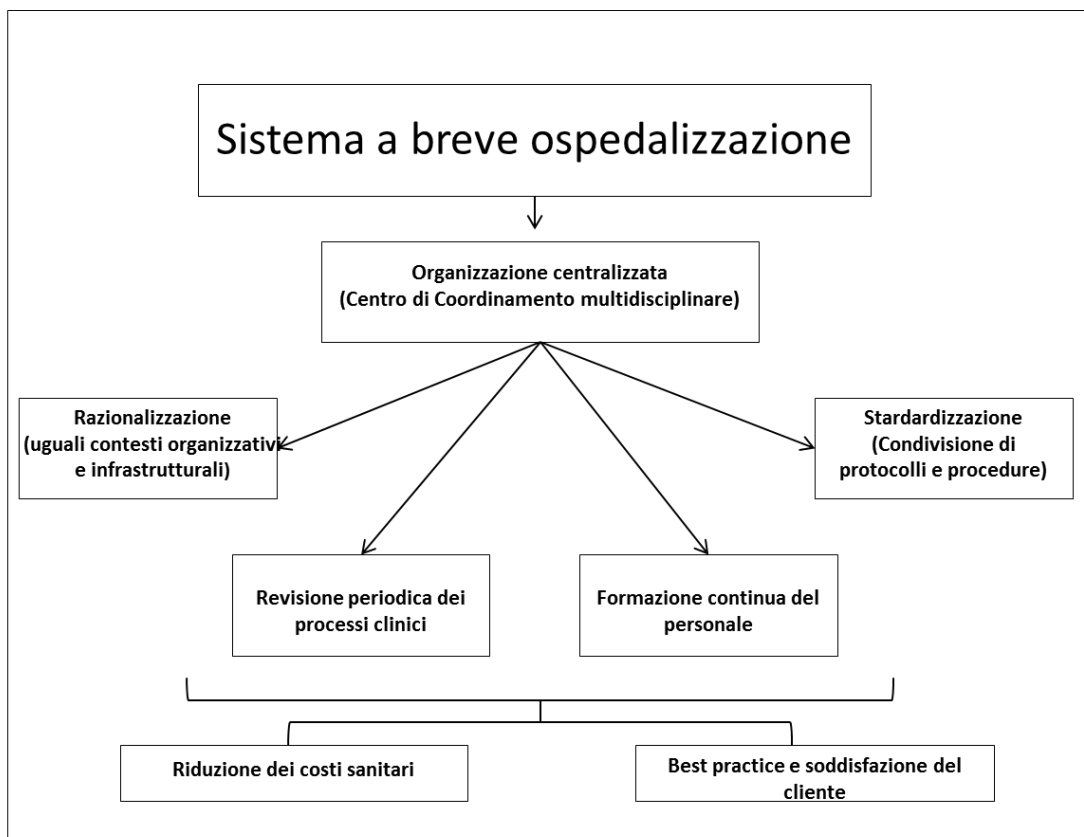 Sistema a breve ospedalizzazione
Organizzazione centralizzata
(Centro di Coordinamento multidisciplinare)
Razionalizzazione
(uguali contesti organizzativi
e infrastrutturali)
Stardardizzazione
(Condivisione di
protocolli e procedure)
Revisione periodica dei
processi clinici
Formazione continua del
personale
Riduzione dei costi sanitari
Best practice e soddisfazione del
cliente